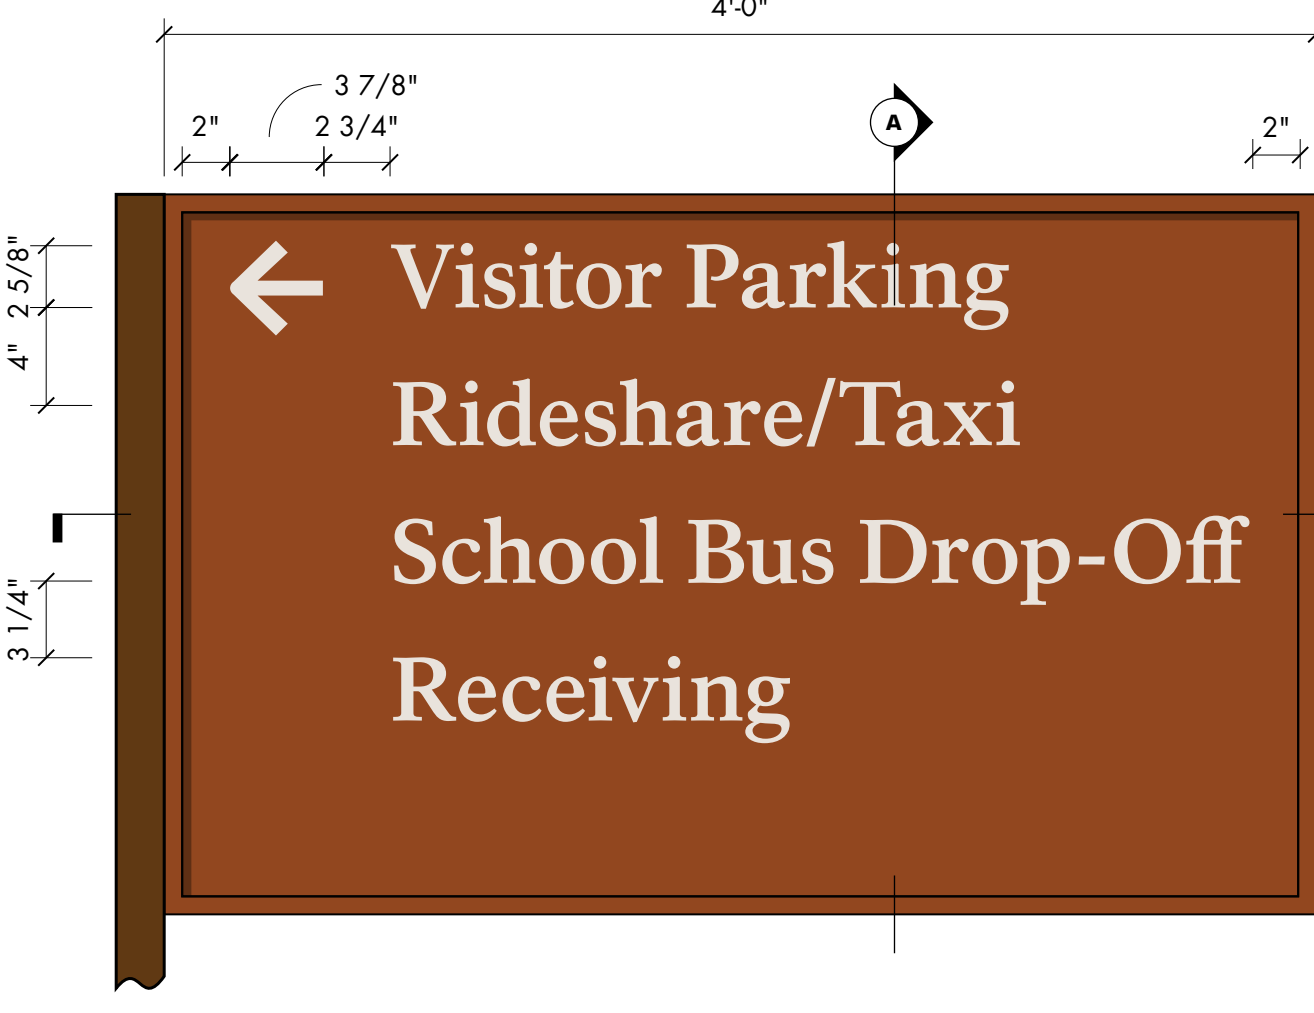 4'-0"
3 7/8"
2"
2 3/4"
A
2"
2 5/8"
4"
3 1/4"
Visitor Parking
Rideshare/Taxi
School Bus Drop-Off
Receiving